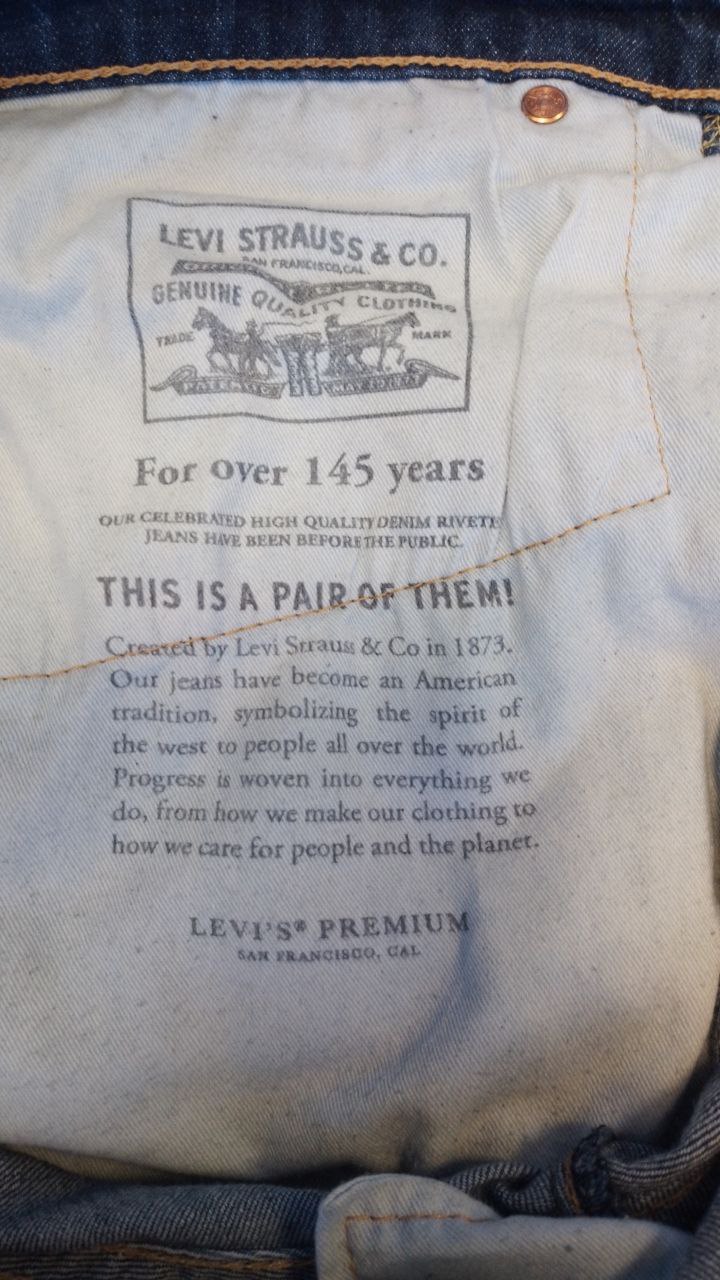 LEVI STRAUSS & CO.
SAN FRANCISCO, CAL.
GENUINE QUALITY CLOTHING
TRADE MARK
For over 145 years
OUR CELEBRATED HIGH QUALITY DENIM RIVETE
JEANS HAVE BEEN BEFORE THE PUBLIC.
THIS IS A PAIR OF THEM!
Created by Levi Strauss & Co in 1873.
Our jeans have become an American
tradition, symbolizing the spirit of
the west to people all over the world.
Progress is woven into everything we
do, from how we make our clothing to
how we care for people and the planet.
LEVI'S® PREMIUM
SAN FRANCISCO, CAL